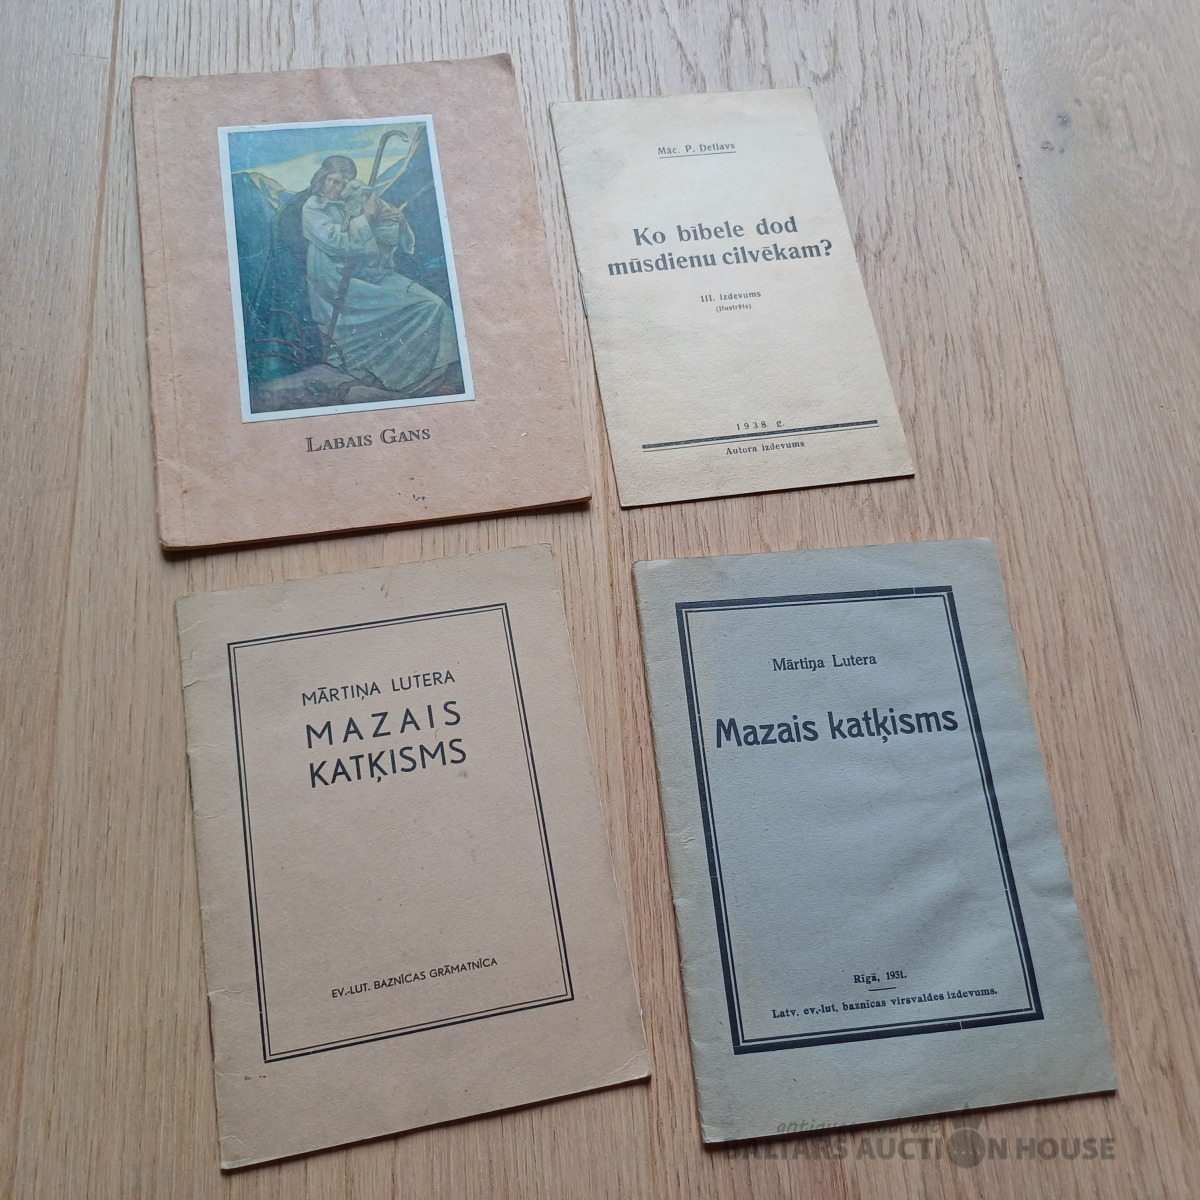 LABAIS GANS
Māc. P. Detlavs
Ko bībele dod
mūsdienu cilvēkam?
III. izdevums
(Ilustrēts)
1938. g.
Autora izdevums
MĀRTIŅA LUTERA
MAZAIS
KATĶISMS
EV.-LUT. BAZNĪCAS GRĀMATNĪCA
Mārtiņa Lutera
Mazais katķisms
Rīgā, 1931.
Latv. ev.-lut. baznīcas virsvaldes izdevums.
BALTARS AUCTION HOUSE